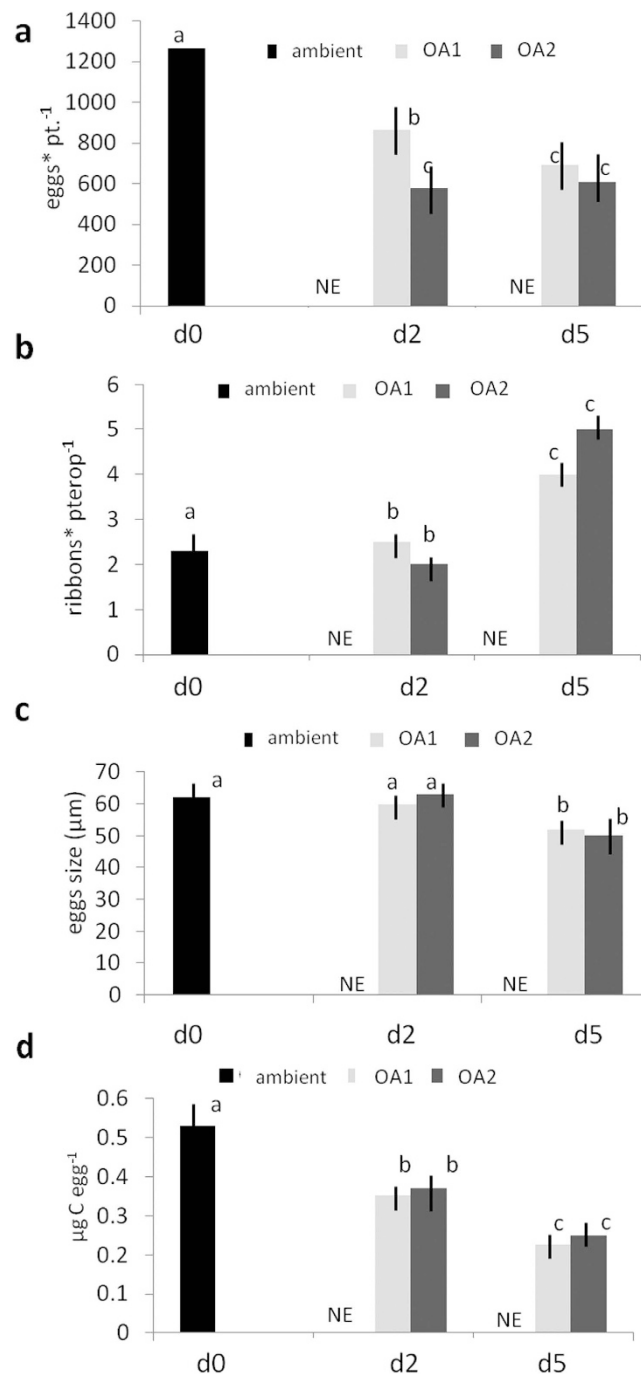 a
1400
1200
1000
800
600
400
200
0
eggs* pt.-1
ambient OA1 OA2
a
b
c
c c
NE NE
d0 d2 d5
b
6
5
4
3
2
1
0
ribbons* pterop-1
ambient OA1 OA2
a
b b
c c
NE NE
d0 d2 d5
c
70
60
50
40
30
20
10
0
eggs size (µm)
ambient OA1 OA2
a
a a
b b
NE NE
d0 d2 d5
d
0.6
0.5
0.4
0.3
0.2
0.1
0
µg C egg-1
ambient OA1 OA2
a
b b
c c
NE NE
d0 d2 d5